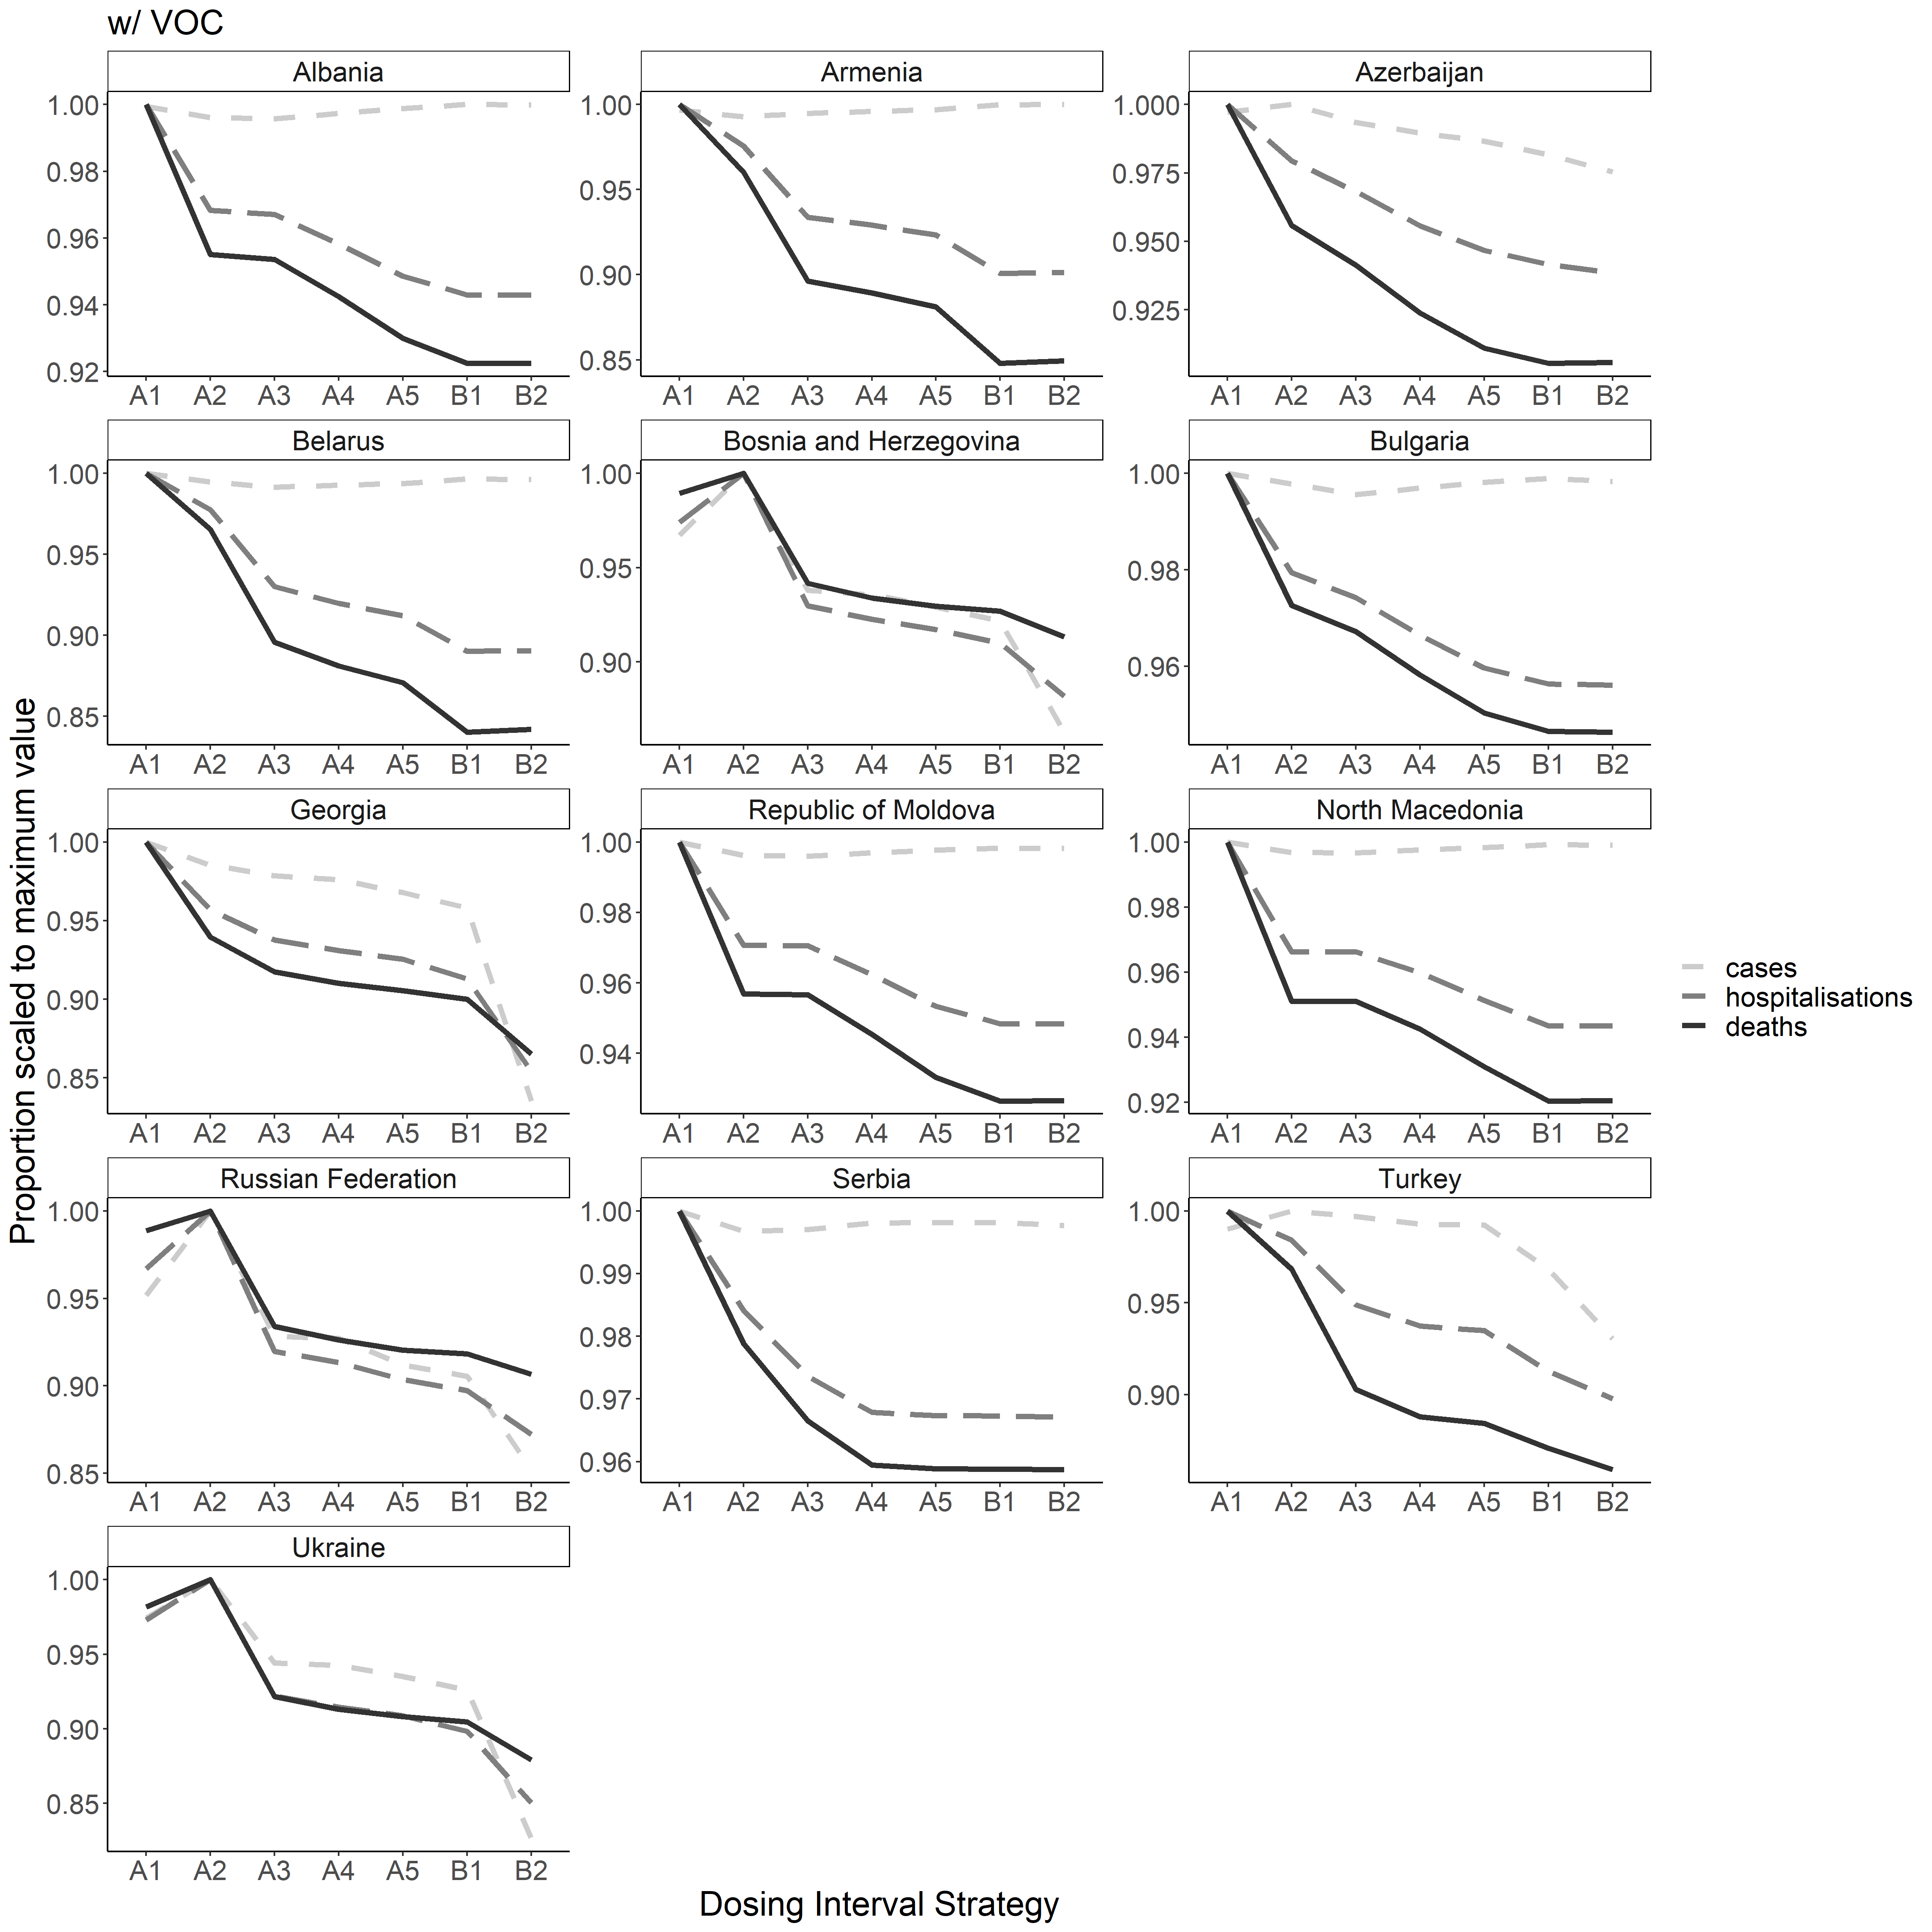 w/ VOC
Albania
Armenia
Azerbaijan
1.00
0.98
0.96
0.94
0.92
1.00
0.95
0.90
0.85
1.000
0.975
0.950
0.925
A1 A2 A3 A4 A5 B1 B2
A1 A2 A3 A4 A5 B1 B2
A1 A2 A3 A4 A5 B1 B2
Belarus
Bosnia and Herzegovina
Bulgaria
1.00
0.95
0.90
0.85
1.00
0.95
0.90
1.00
0.98
0.96
A1 A2 A3 A4 A5 B1 B2
A1 A2 A3 A4 A5 B1 B2
A1 A2 A3 A4 A5 B1 B2
Georgia
Republic of Moldova
North Macedonia
1.00
0.95
0.90
0.85
1.00
0.98
0.96
0.94
1.00
0.98
0.96
0.94
0.92
A1 A2 A3 A4 A5 B1 B2
A1 A2 A3 A4 A5 B1 B2
A1 A2 A3 A4 A5 B1 B2
Russian Federation
Serbia
Turkey
1.00
0.95
0.90
0.85
1.00
0.99
0.98
0.97
0.96
1.00
0.95
0.90
A1 A2 A3 A4 A5 B1 B2
A1 A2 A3 A4 A5 B1 B2
A1 A2 A3 A4 A5 B1 B2
Ukraine
1.00
0.95
0.90
0.85
A1 A2 A3 A4 A5 B1 B2
Proportion scaled to maximum value
Dosing Interval Strategy
cases
hospitalisations
deaths